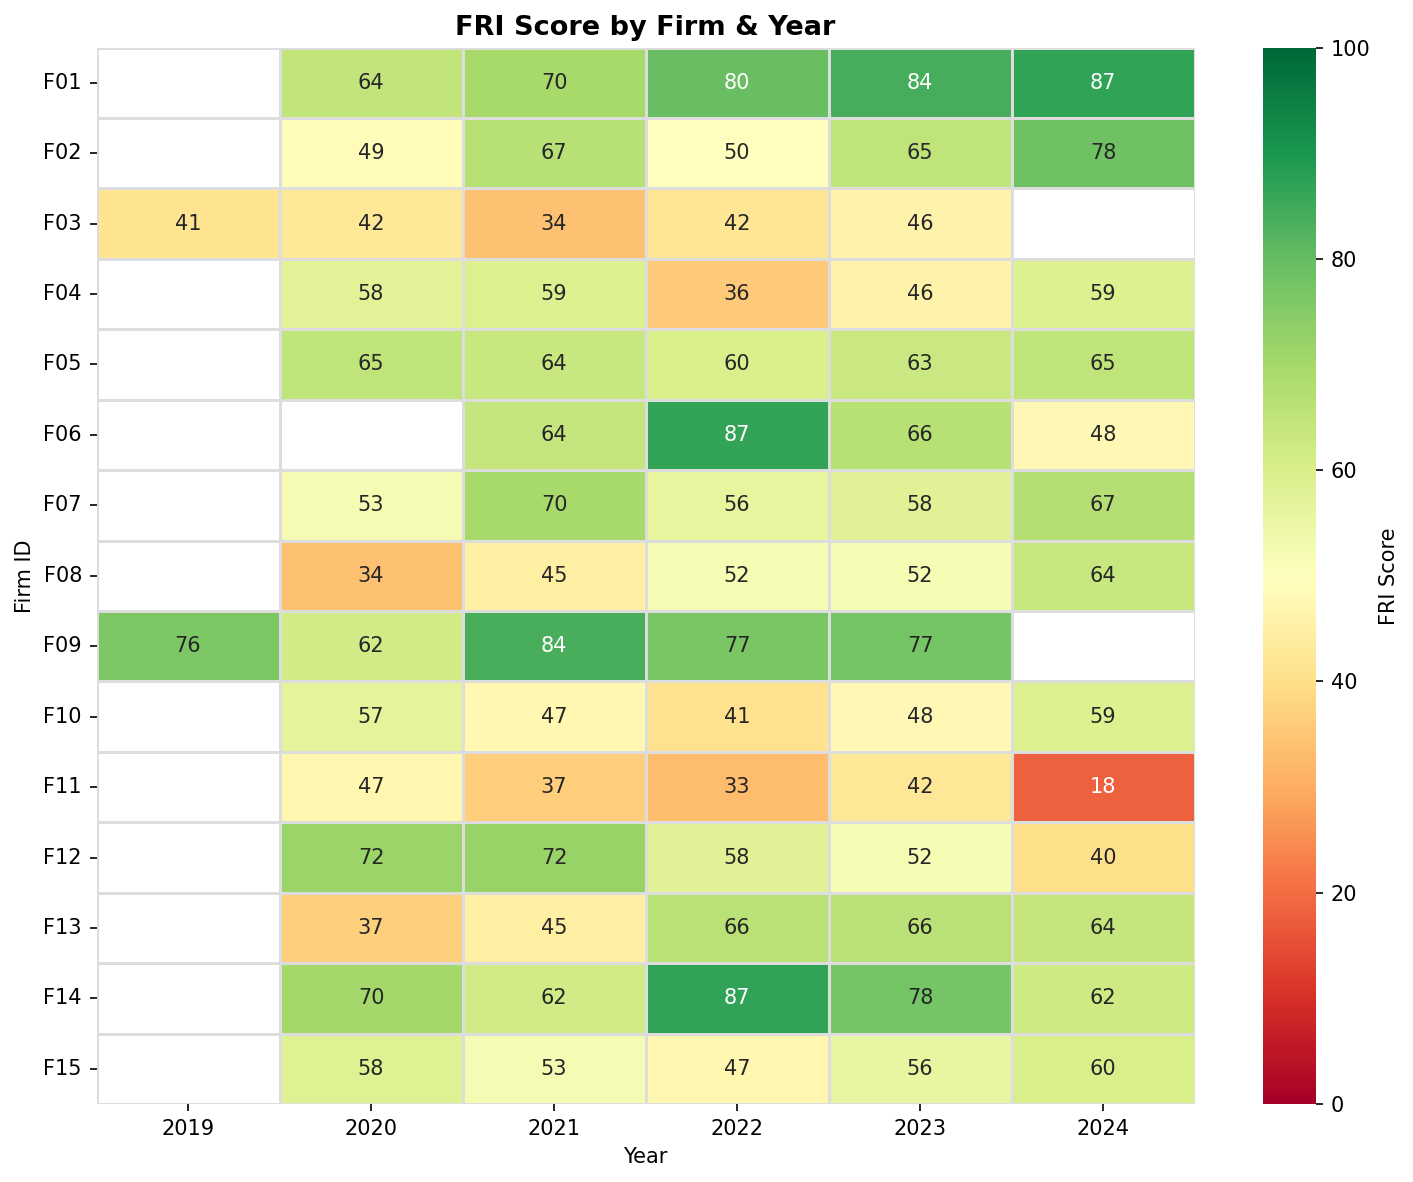 FRI Score by Firm & Year
F01 64 70 80 84 87
F02 49 67 50 65 78
F03 41 42 34 42 46
F04 58 59 36 46 59
F05 65 64 60 63 65
F06 64 87 66 48
F07 53 70 56 58 67
F08 34 45 52 52 64
F09 76 62 84 77 77
F10 57 47 41 48 59
F11 47 37 33 42 18
F12 72 72 58 52 40
F13 37 45 66 66 64
F14 70 62 87 78 62
F15 58 53 47 56 60
2019 2020 2021 2022 2023 2024
Year
Firm ID
100
80
60
40
20
0
FRI Score